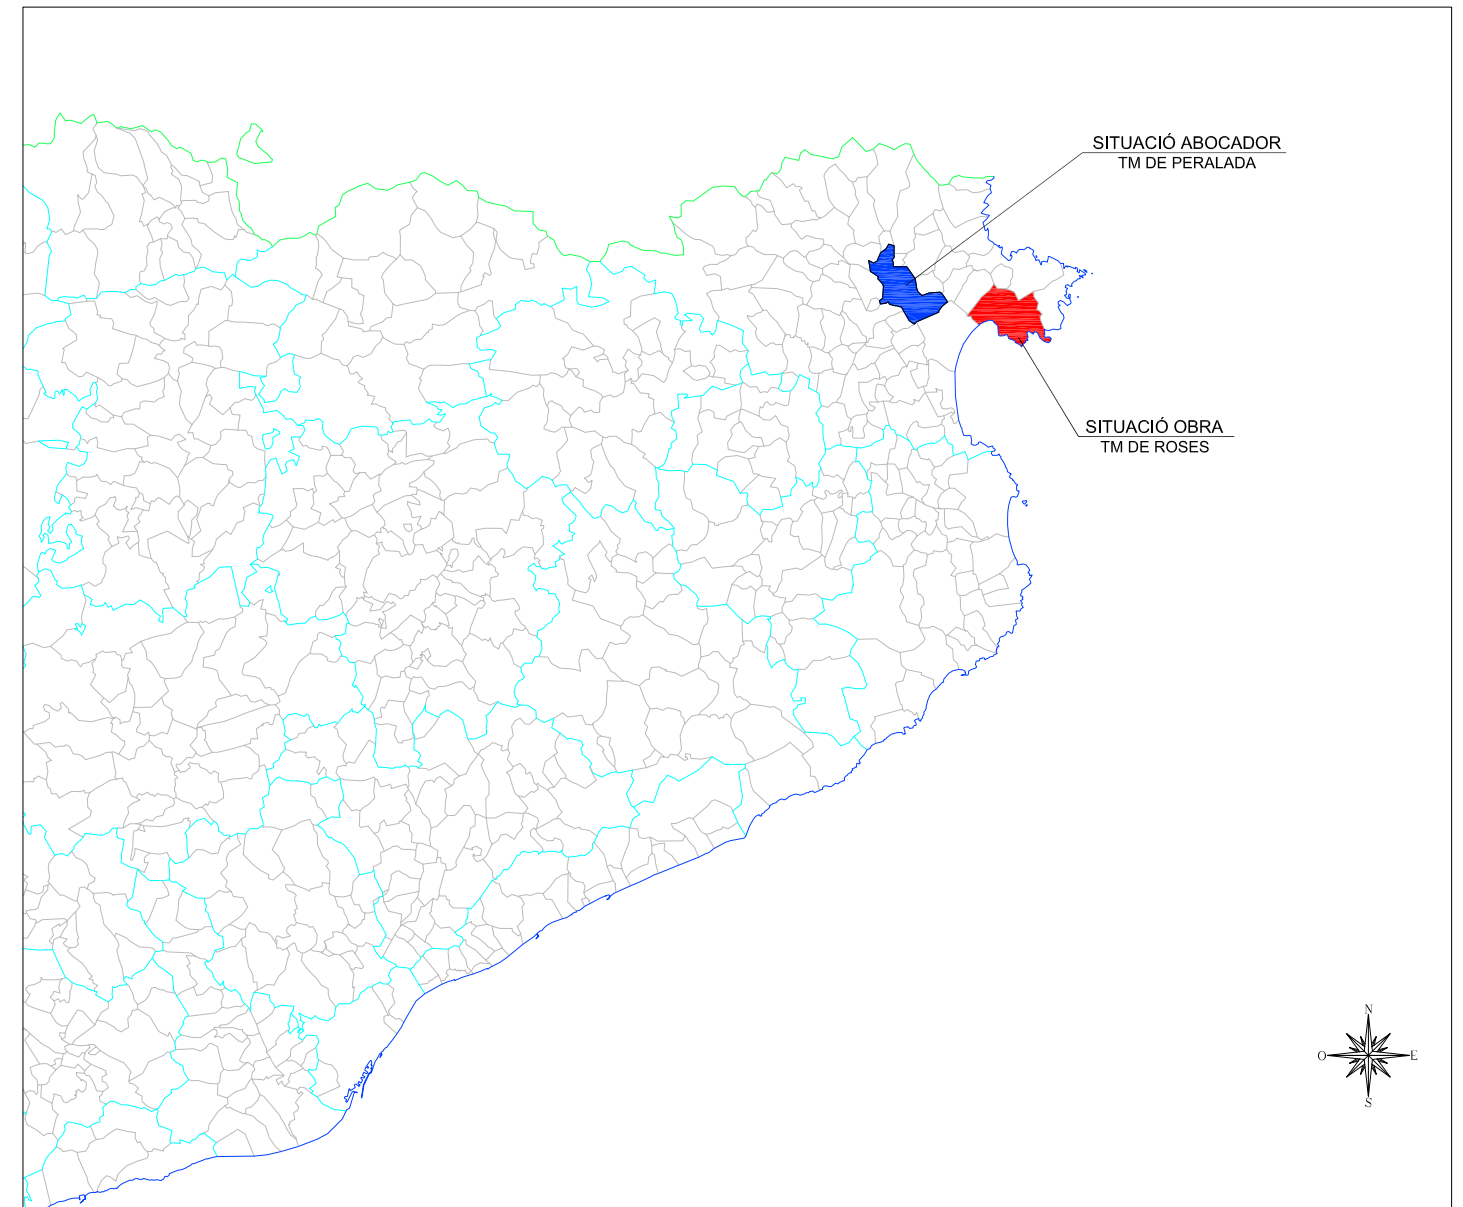 SITUACIÓ ABOCADOR
TM DE PERALADA
SITUACIÓ OBRA
TM DE ROSES
N
O
E
S